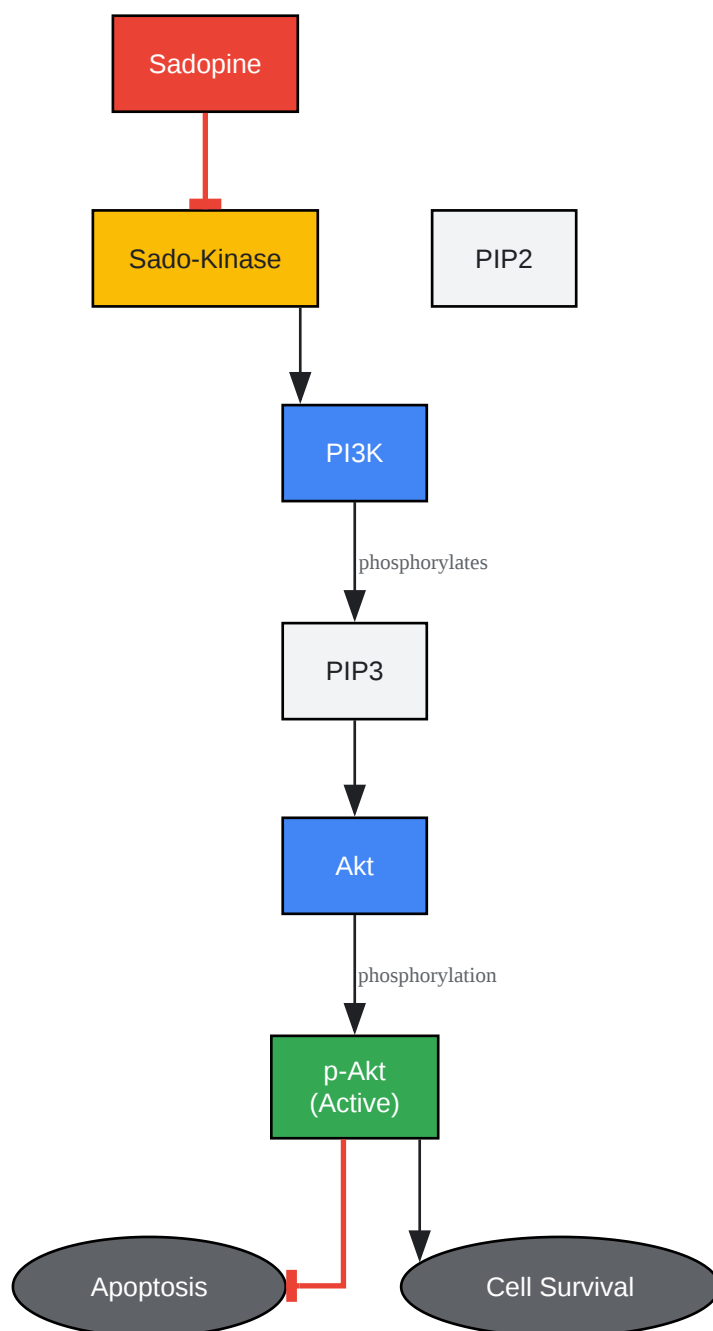 Sadopine
Sado-Kinase
PIP2
PI3K
phosphorylates
PIP3
Akt
phosphorylation
p-Akt
(Active)
Apoptosis
Cell Survival